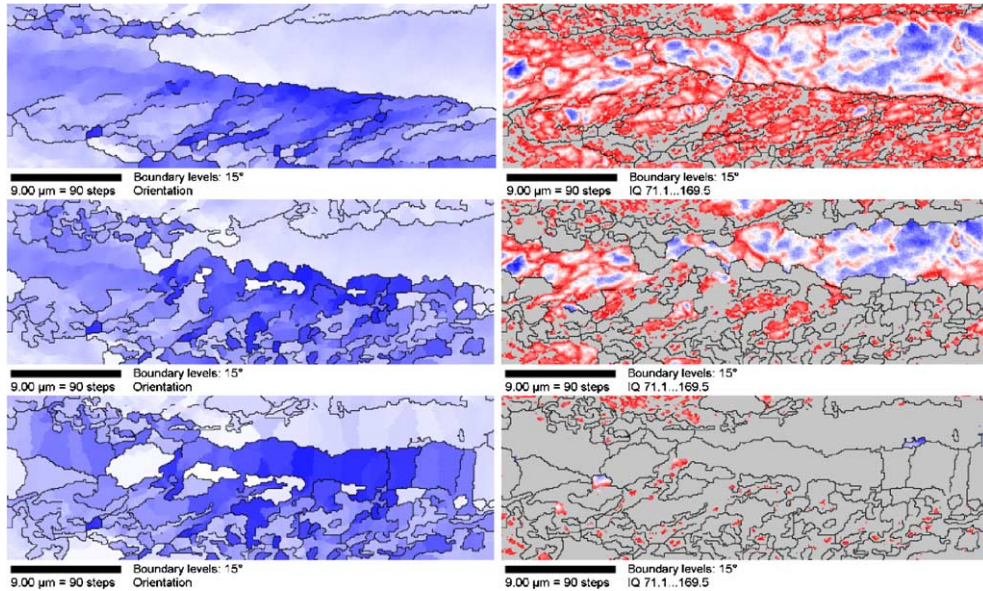 Boundary levels: 15°
9.00 µm = 90 steps Orientation
Boundary levels: 15°
9.00 µm = 90 steps IQ 71.1...169.5
Boundary levels: 15°
9.00 µm = 90 steps Orientation
Boundary levels: 15°
9.00 µm = 90 steps IQ 71.1...169.5
Boundary levels: 15°
9.00 µm = 90 steps Orientation
Boundary levels: 15°
9.00 µm = 90 steps IQ 71.1...169.5